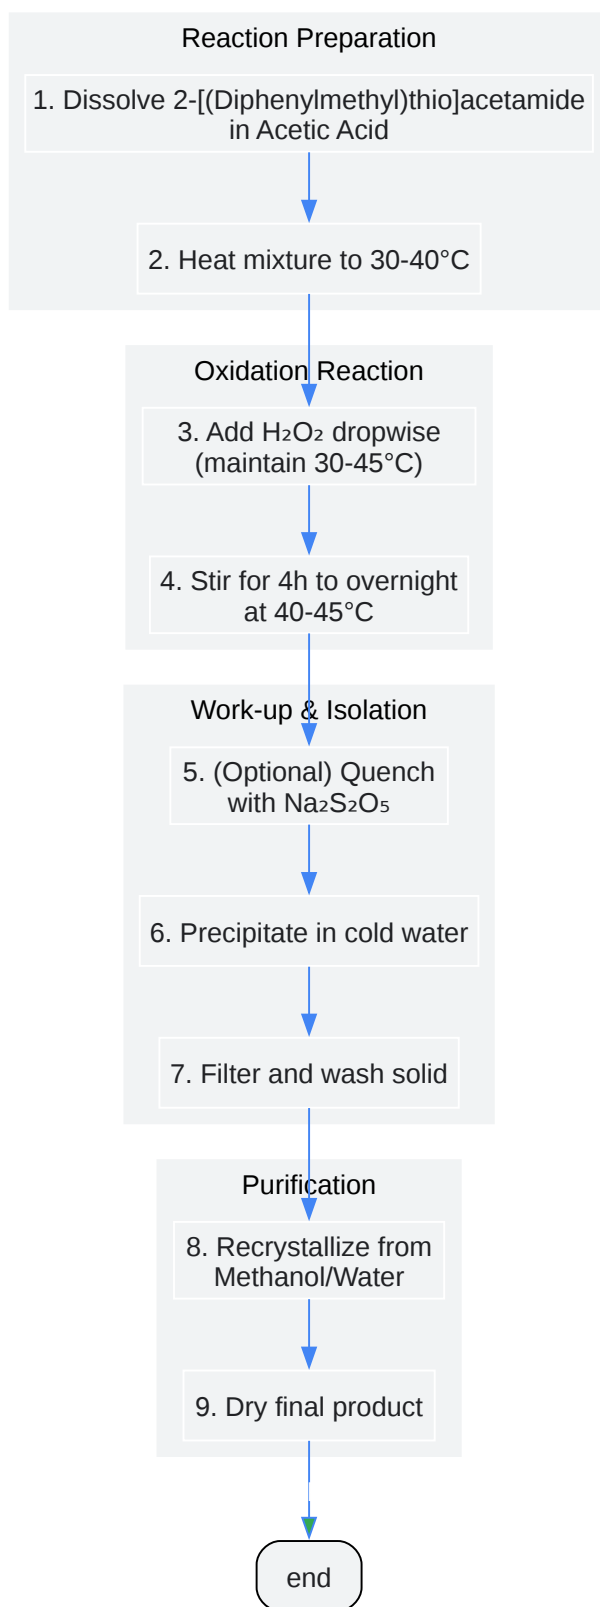 Reaction Preparation
1. Dissolve 2-[(Diphenylmethyl)thio]acetamide
in Acetic Acid
2. Heat mixture to 30-40°C
Oxidation Reaction
3. Add H₂O₂ dropwise
(maintain 30-45°C)
4. Stir for 4h to overnight
at 40-45°C
Work-up & Isolation
5. (Optional) Quench
with Na₂S₂O₅
6. Precipitate in cold water
7. Filter and wash solid
Purification
8. Recrystallize from
Methanol/Water
9. Dry final product
end